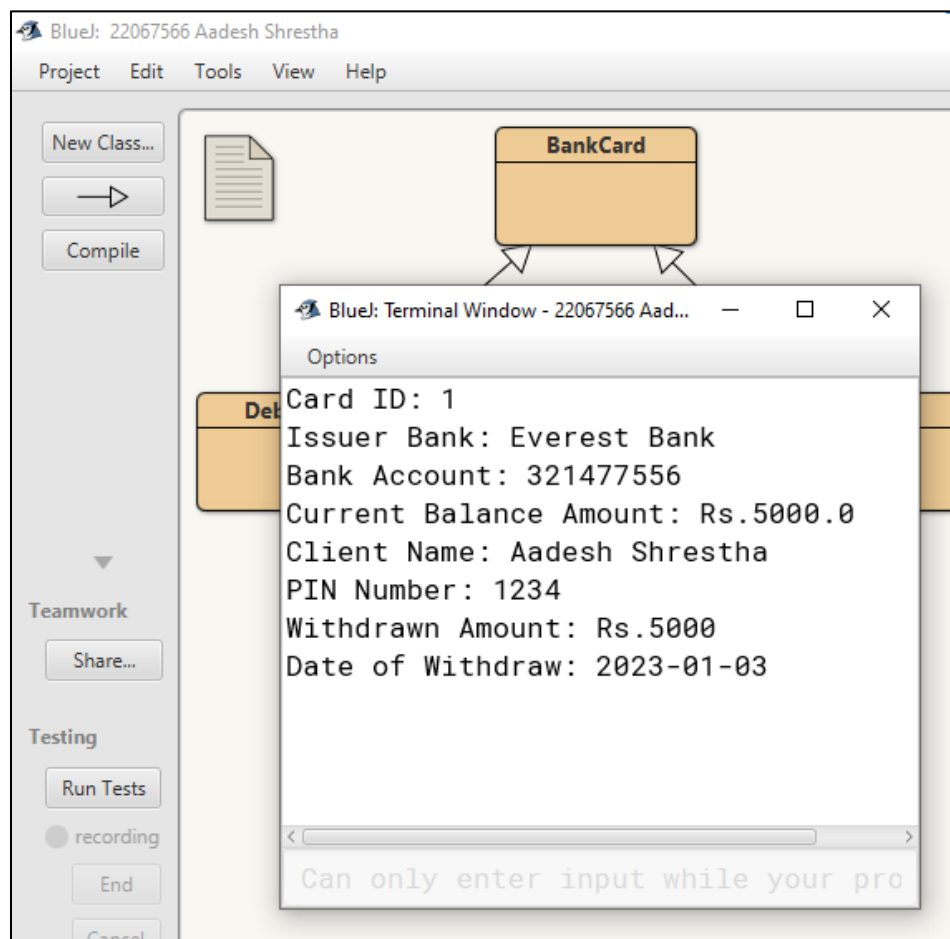 BlueJ: 22067566 Aadesh Shrestha
Project Edit Tools View Help
New Class...
Compile
BankCard
BlueJ: Terminal Window - 22067566 Aad...
Options
Deb
Card ID: 1
Issuer Bank: Everest Bank
Bank Account: 321477556
Current Balance Amount: Rs.5000.0
Client Name: Aadesh Shrestha
PIN Number: 1234
Withdrawn Amount: Rs.5000
Date of Withdraw: 2023-01-03
Teamwork
Share...
Testing
Run Tests
recording
End
Cancel
Can only enter input while your pro